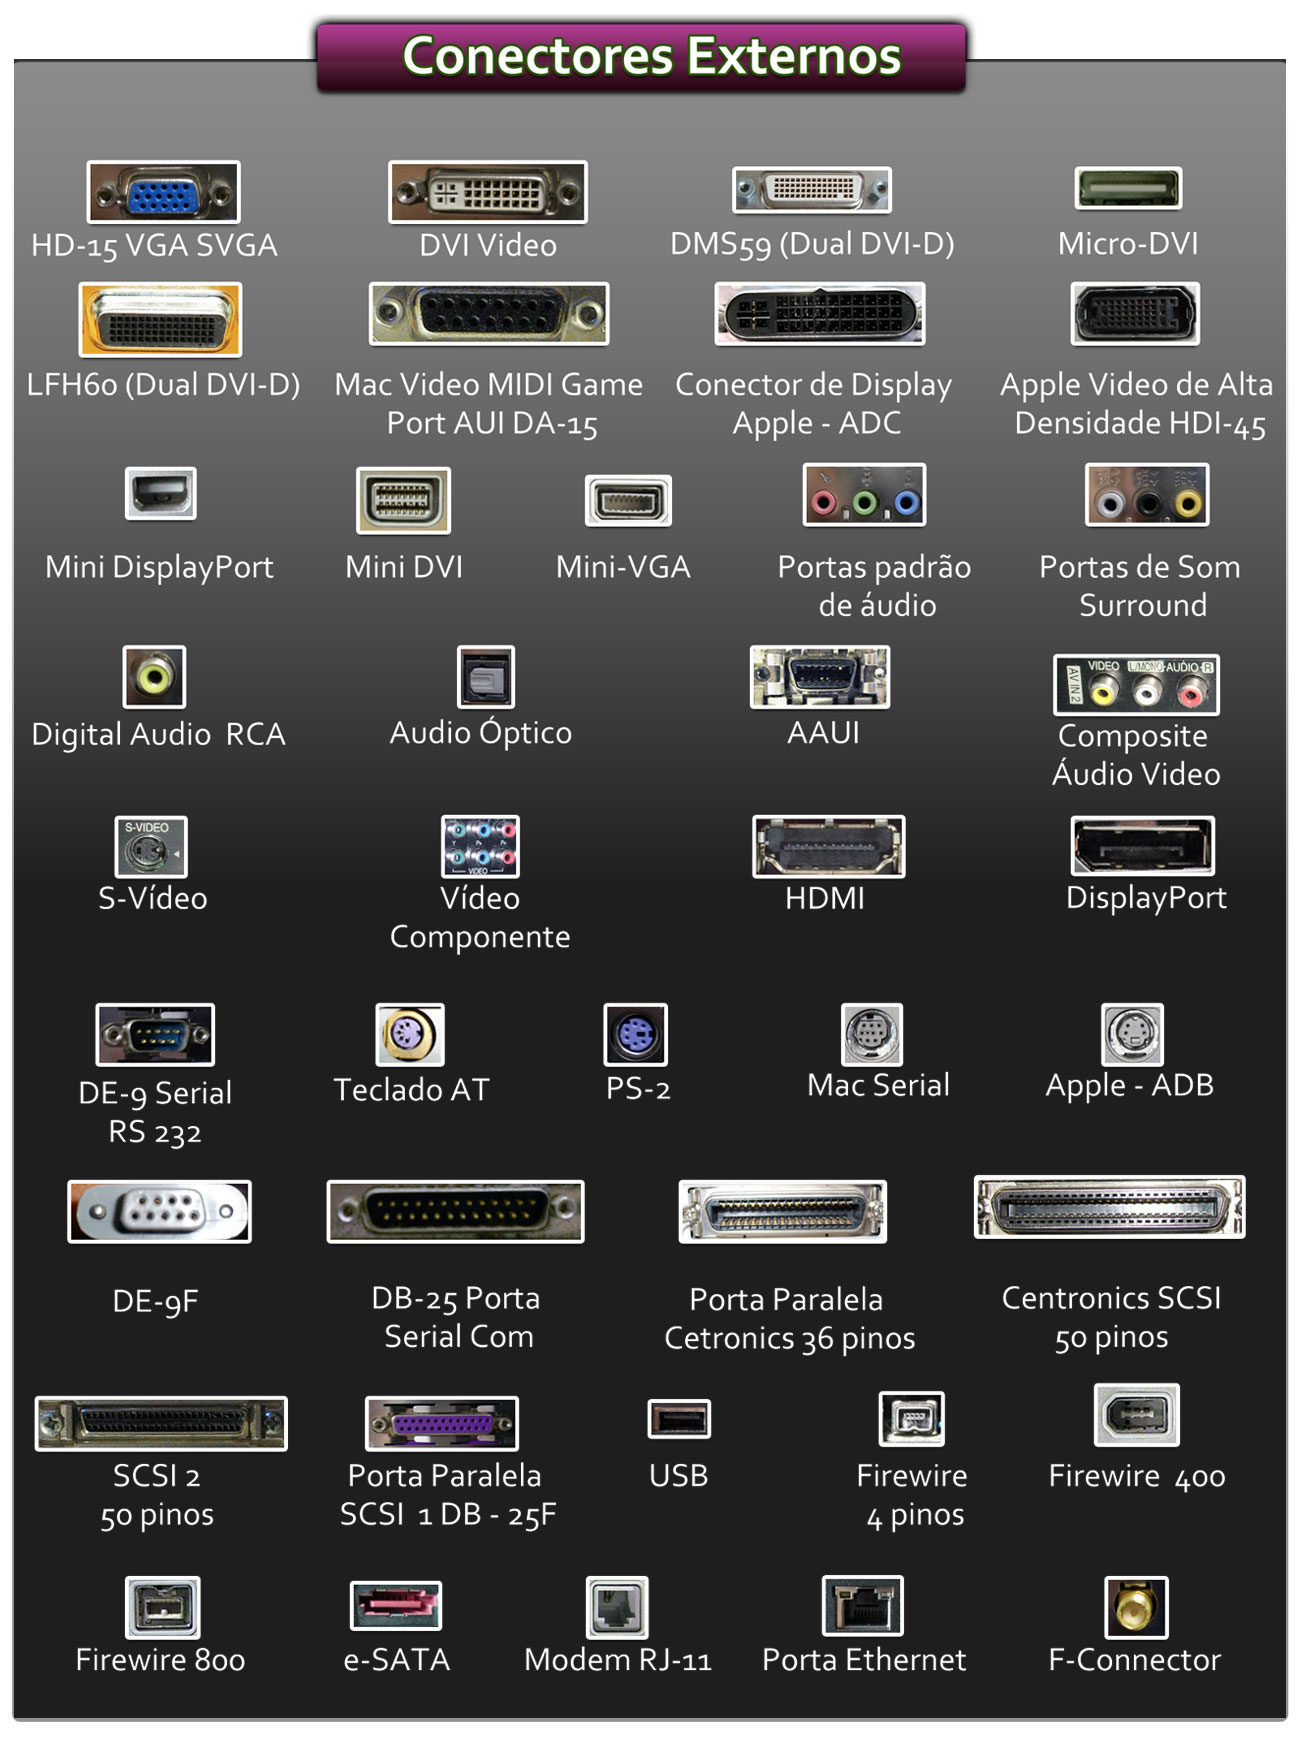 Conectores Externos
HD-15 VGA SVGA
DVI Video
DMS59 (Dual DVI-D)
Micro-DVI
LFH60 (Dual DVI-D)
Mac Video MIDI Game
Port AUI DA-15
Conector de Display
Apple - ADC
Apple Video de Alta
Densidade HDI-45
Mini DisplayPort
Mini DVI
Mini-VGA
Portas padrão
de áudio
Portas de Som
Surround
Digital Audio RCA
Audio Óptico
AAUI
AV IN 2
VIDEO L/MONO-AUDIO-R
Composite
Áudio Video
S-VIDEO
S-Vídeo
Y PB PR
VIDEO
Vídeo
Componente
HDMI
DisplayPort
DE-9 Serial
RS 232
Teclado AT
PS-2
Mac Serial
Apple - ADB
DE-9F
DB-25 Porta
Serial Com
Porta Paralela
Cetronics 36 pinos
Centronics SCSI
50 pinos
SCSI 2
50 pinos
Porta Paralela
SCSI 1 DB - 25F
USB
Firewire
4 pinos
Firewire 400
Firewire 800
e-SATA
Modem RJ-11
Porta Ethernet
F-Connector